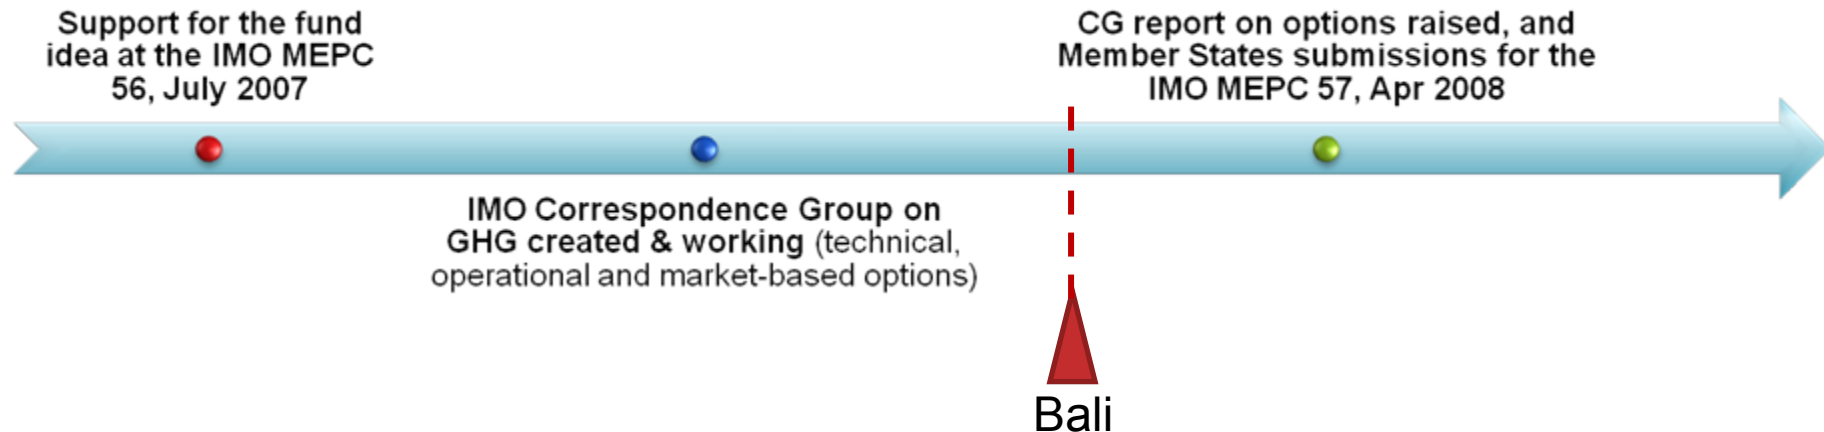 Support for the fund
idea at the IMO MEPC
56, July 2007
IMO Correspondence Group on
GHG created & working (technical,
operational and market-based options)
CG report on options raised, and
Member States submissions for the
IMO MEPC 57, Apr 2008
Bali